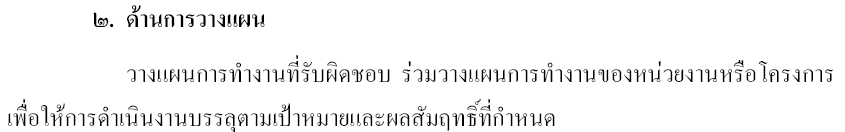 ๒. ด้านการวางแผน
วางแผนการทำงานที่รับผิดชอบ ร่วมวางแผนการทำงานของหน่วยงานหรือโครงการ
เพื่อให้การดำเนินงานบรรลุตามเป้าหมายและผลสัมฤทธิ์ที่กำหนด